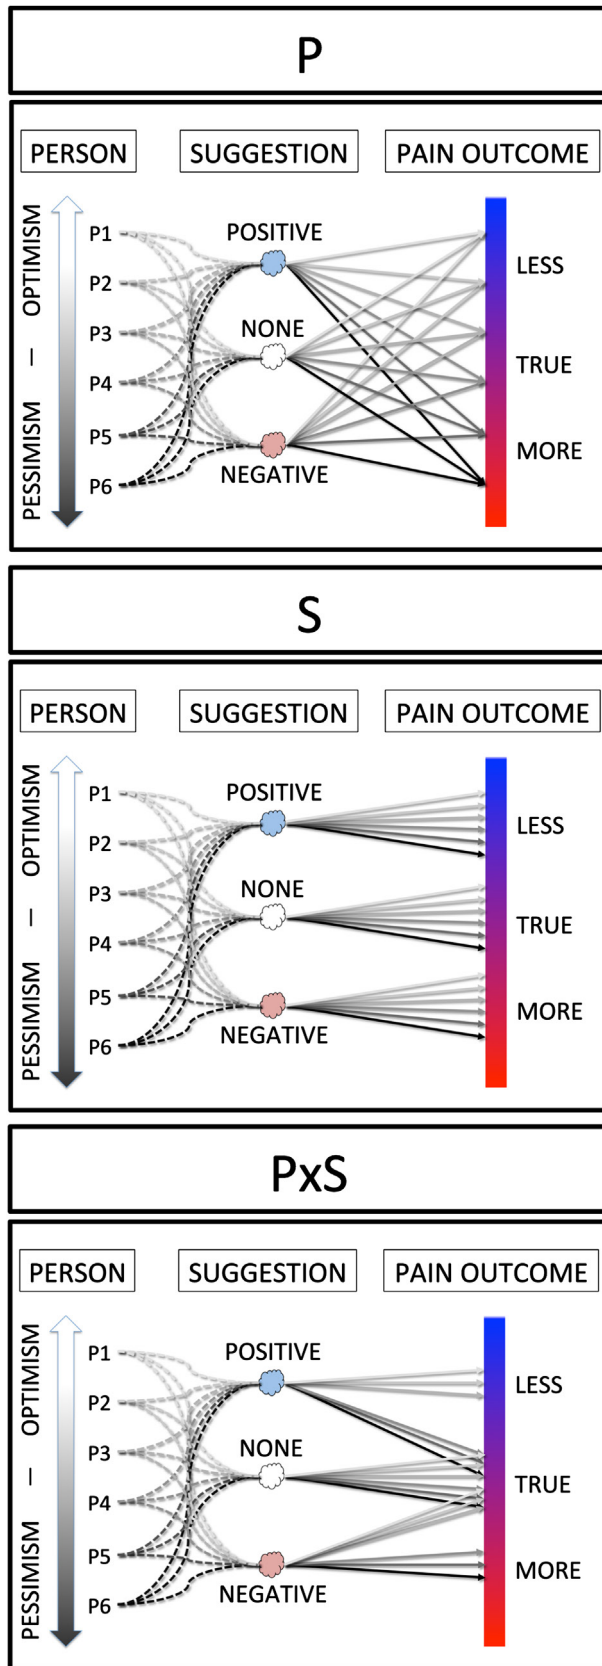 P
PERSON SUGGESTION PAIN OUTCOME
PESSIMISM — OPTIMISM
P1
P2
P3
P4
P5
P6
POSITIVE
NONE
NEGATIVE
LESS
TRUE
MORE
S
PERSON SUGGESTION PAIN OUTCOME
PESSIMISM — OPTIMISM
P1
P2
P3
P4
P5
P6
POSITIVE
NONE
NEGATIVE
LESS
TRUE
MORE
PxS
PERSON SUGGESTION PAIN OUTCOME
PESSIMISM — OPTIMISM
P1
P2
P3
P4
P5
P6
POSITIVE
NONE
NEGATIVE
LESS
TRUE
MORE